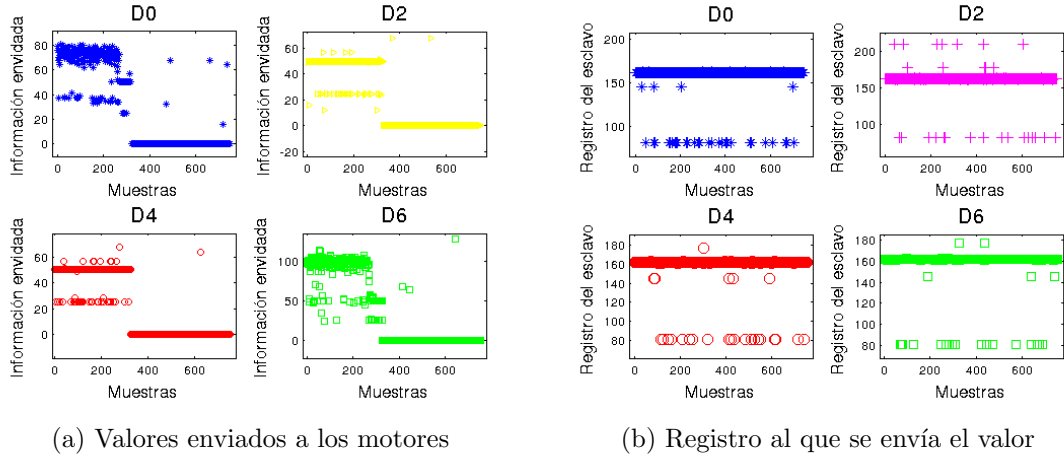 D0
Información envidada
80
60
40
20
0
0
200
400
600
Muestras
D2
Información envidada
60
40
20
0
-20
0
200
400
600
Muestras
D4
Información envidada
60
40
20
0
0
200
400
600
Muestras
D6
Información envidada
100
50
0
0
200
400
600
Muestras
(a) Valores enviados a los motores
D0
Registro del esclavo
200
150
100
0
200
400
600
Muestras
D2
Registro del esclavo
200
150
100
0
200
400
600
Muestras
D4
Registro del esclavo
180
160
140
120
100
80
0
200
400
600
Muestras
D6
Registro del esclavo
180
160
140
120
100
80
0
200
400
600
Muestras
(b) Registro al que se envía el valor